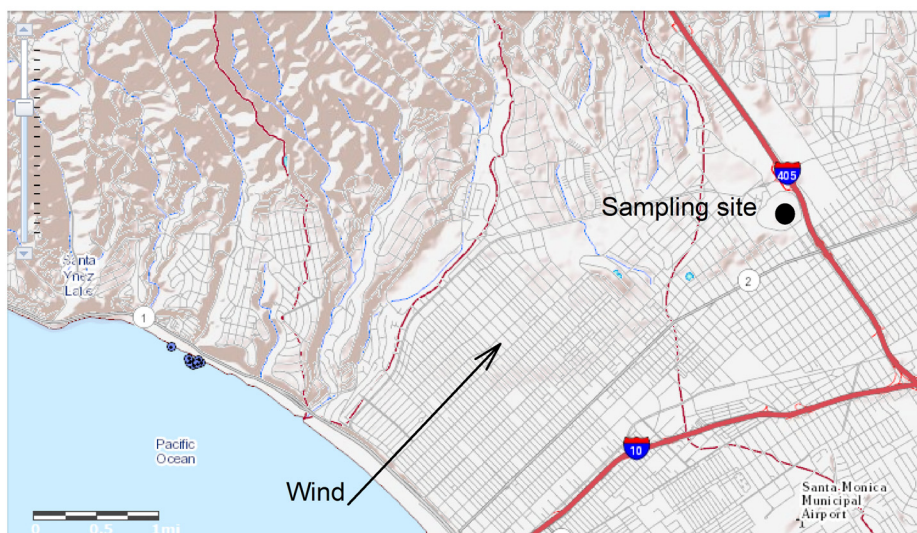 405
Sampling site
Santa
Ynez
Lake
2
1
Pacific
Ocean
10
Wind
Santa Monica
Municipal
Airport
0 0.5 1mi